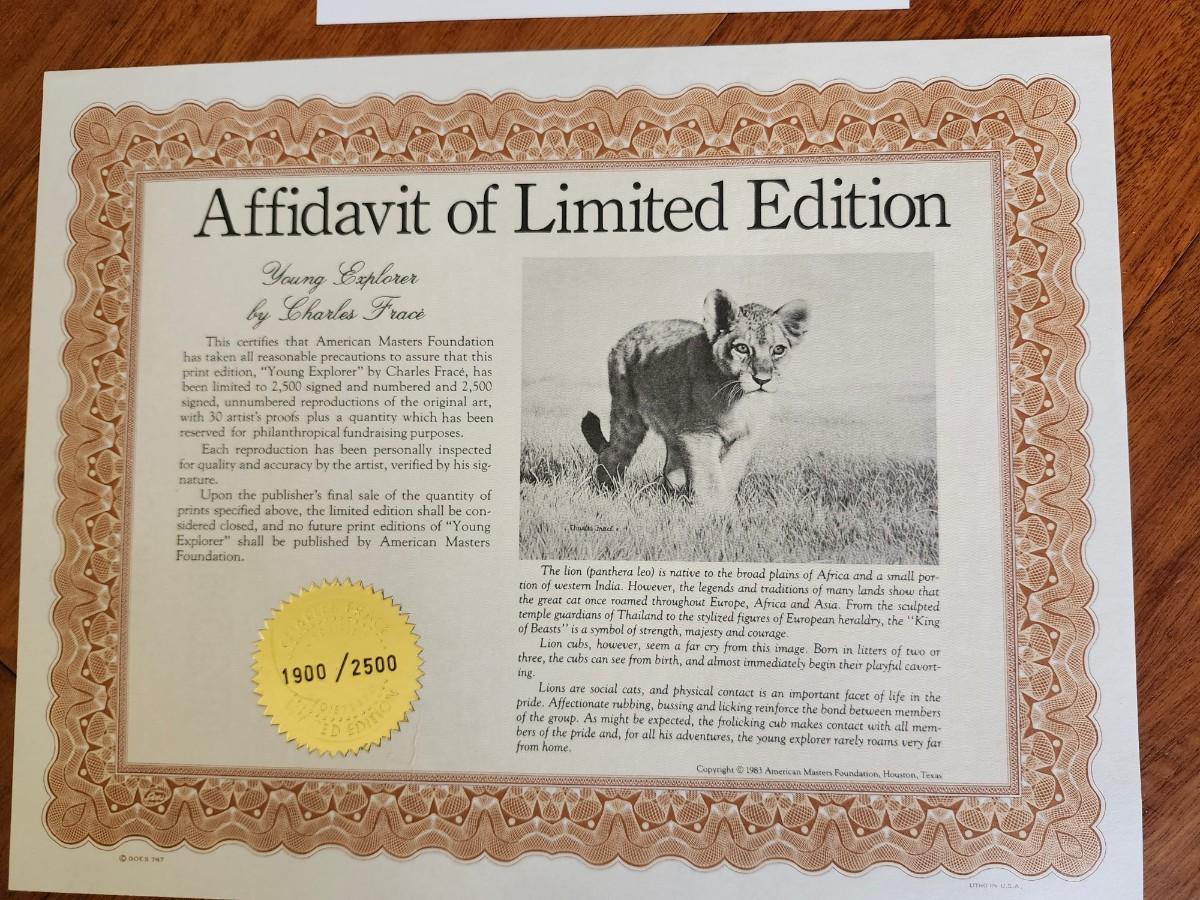 Affidavit of Limited Edition
Young Explorer
by Charles Fracé
This certifies that American Masters Foundation
has taken all reasonable precautions to assure that this
print edition, “Young Explorer” by Charles Fracé, has
been limited to 2,500 signed and numbered and 2,500
signed, unnumbered reproductions of the original art,
with 30 artist's proofs plus a quantity which has been
reserved for philanthropical fundraising purposes.
Each reproduction has been personally inspected
for quality and accuracy by the artist, verified by his sig-
nature.
Upon the publisher's final sale of the quantity of
prints specified above, the limited edition shall be con-
sidered closed, and no future print editions of “Young
Explorer” shall be published by American Masters
Foundation.
CHARLES FRACE
1900 / 2500
ED EDITION
Charles Fracé
The lion (panthera leo) is native to the broad plains of Africa and a small por-
tion of western India. However, the legends and traditions of many lands show that
the great cat once roamed throughout Europe, Africa and Asia. From the sculpted
temple guardians of Thailand to the stylized figures of European heraldry, the “King
of Beasts” is a symbol of strength, majesty and courage.
Lion cubs, however, seem a far cry from this image. Born in litters of two or
three, the cubs can see from birth, and almost immediately begin their playful cavort-
ing.
Lions are social cats, and physical contact is an important facet of life in the
pride. Affectionate rubbing, bussing and licking reinforce the bond between members
of the group. As might be expected, the frolicking cub makes contact with all mem-
bers of the pride and, for all his adventures, the young explorer rarely roams very far
from home.
Copyright © 1983 American Masters Foundation, Houston, Texas
© GOES 747
LITHO IN U.S.A.